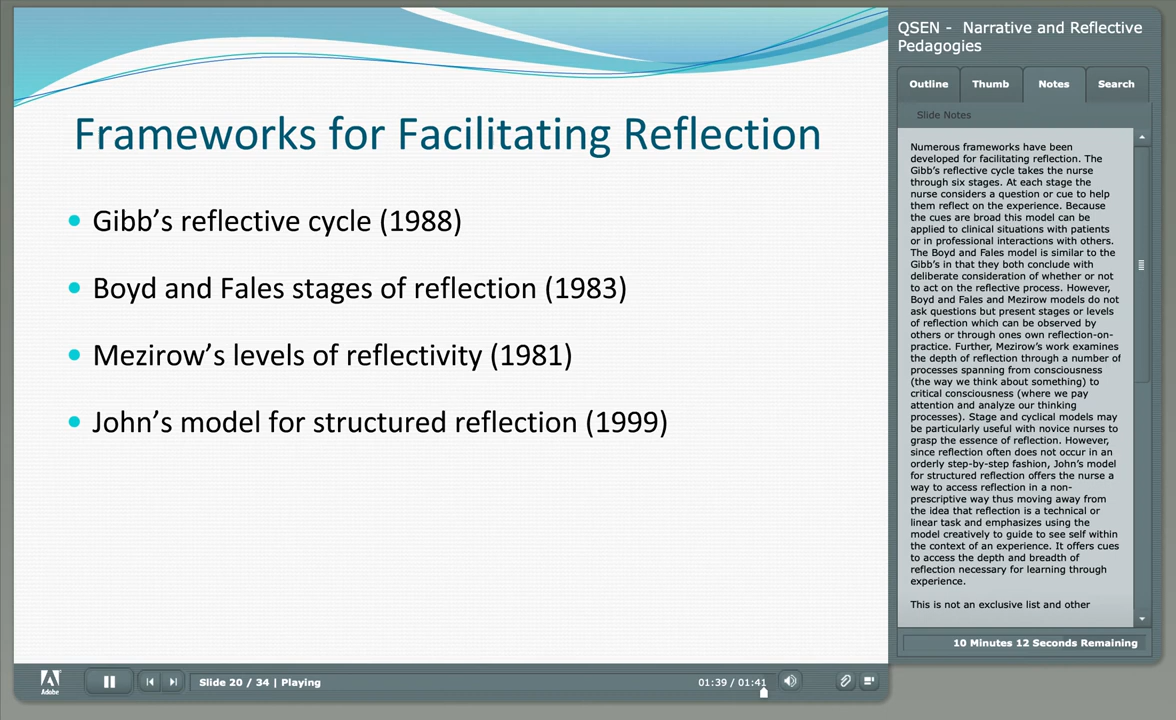 Frameworks for Facilitating Reflection
Gibb's reflective cycle (1988)
Boyd and Fales stages of reflection (1983)
Mezirow's levels of reflectivity (1981)
John's model for structured reflection (1999)
QSEN - Narrative and Reflective
Pedagogies
Outline
Thumb
Notes
Search
Slide Notes
Numerous frameworks have been
developed for facilitating reflection. The
Gibb's reflective cycle takes the nurse
through six stages. At each stage the
nurse considers a question or cue to help
them reflect on the experience. Because
the cues are broad this model can be
applied to clinical situations with patients
or in professional interactions with others.
The Boyd and Fales model is similar to the
Gibb's in that they both conclude with
deliberate consideration of whether or not
to act on the reflective process. However,
Boyd and Fales and Mezirow models do not
ask questions but present stages or levels
of reflection which can be observed by
others or through ones own reflection-on-
practice. Further, Mezirow's work examines
the depth of reflection through a number of
processes spanning from consciousness
(the way we think about something) to
critical consciousness (where we pay
attention and analyze our thinking
processes). Stage and cyclical models may
be particularly useful with novice nurses to
grasp the essence of reflection. However,
since reflection often does not occur in an
orderly step-by-step fashion, John's model
for structured reflection offers the nurse a
way to access reflection in a non-
prescriptive way thus moving away from
the idea that reflection is a technical or
linear task and emphasizes using the
model creatively to guide to see self within
the context of an experience. It offers cues
to access the depth and breadth of
reflection necessary for learning through
experience.
This is not an exclusive list and other
10 Minutes 12 Seconds Remaining
Adobe
Slide 20 / 34 | Playing
01:39 / 01:41